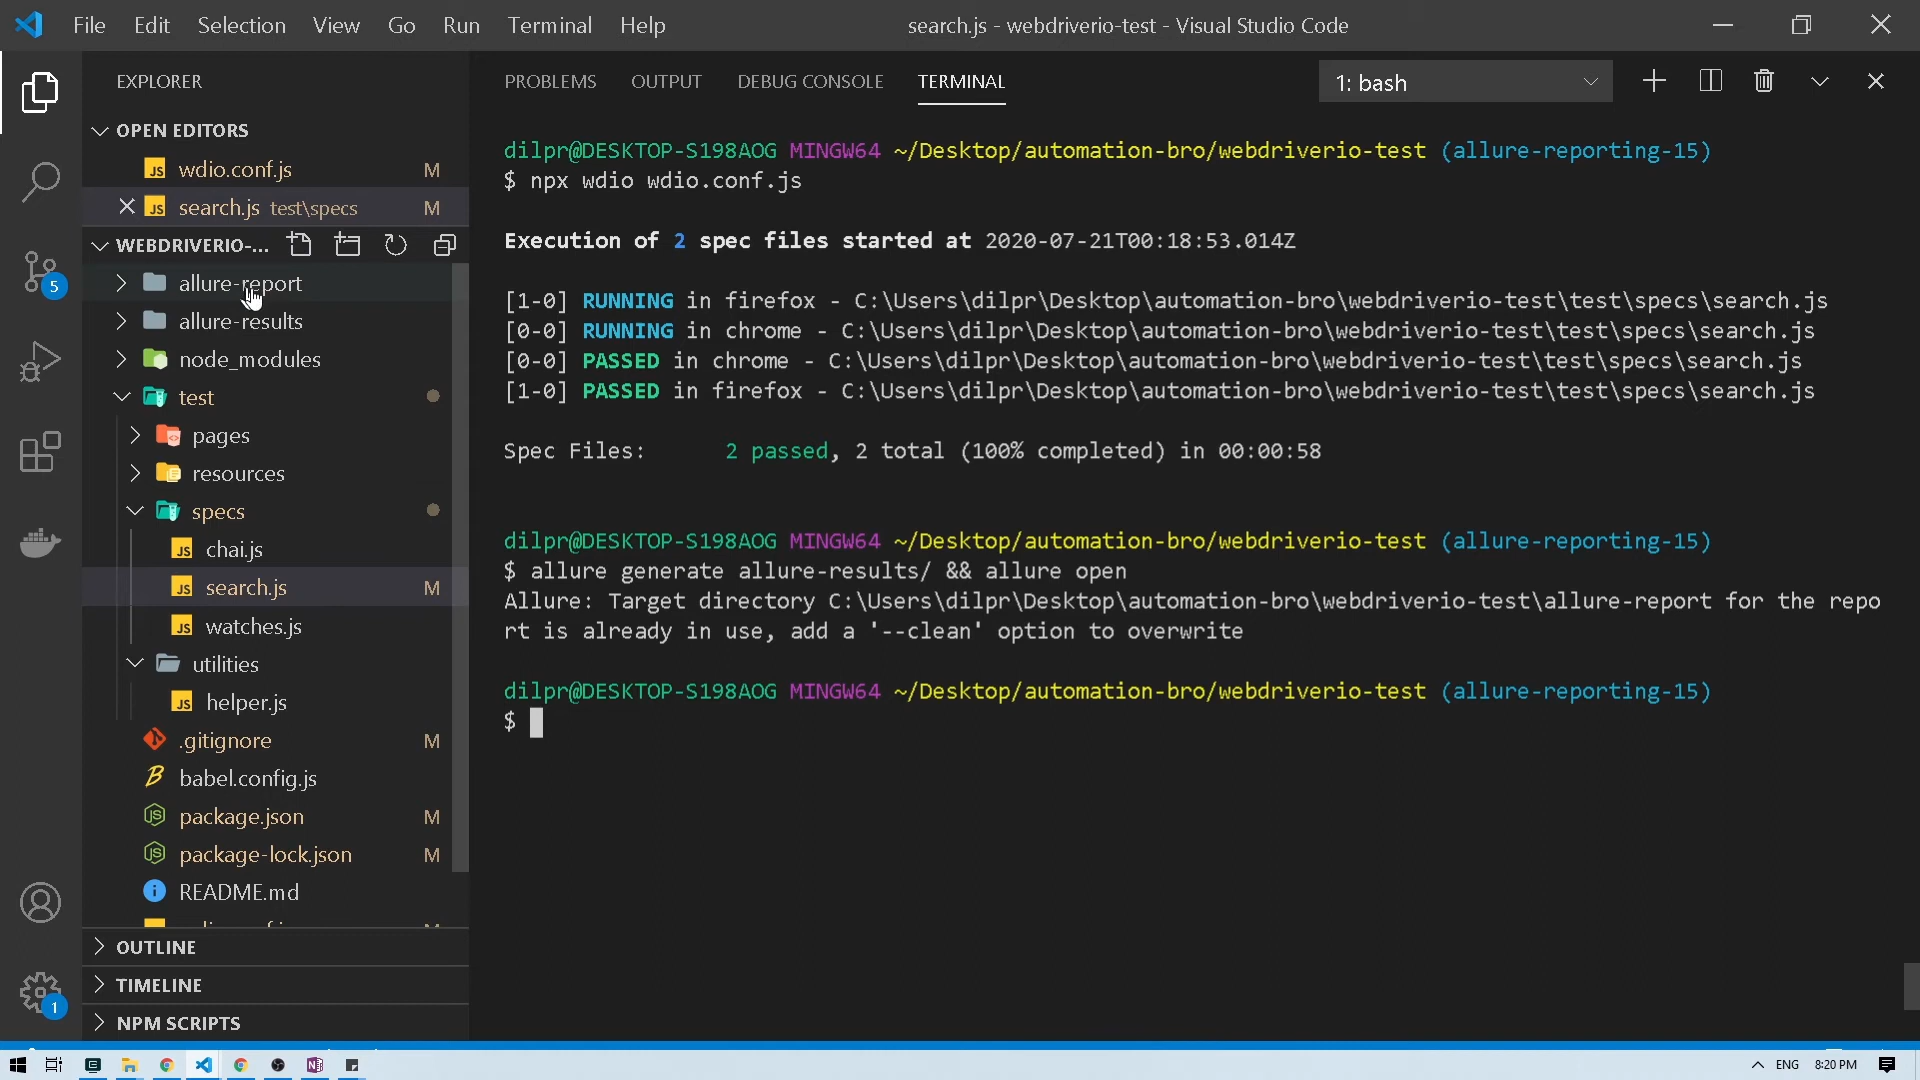 File Edit Selection View Go Run Terminal Help
search.js - webdriverio-test - Visual Studio Code
EXPLORER
OPEN EDITORS
JS wdio.conf.js M
JS search.js test\specs M
WEBDRIVERIO-...
allure-report
allure-results
node_modules
test
pages
resources
specs
JS chai.js
JS search.js M
JS watches.js
utilities
JS helper.js
.gitignore M
babel.config.js
package.json M
package-lock.json M
README.md
OUTLINE
TIMELINE
NPM SCRIPTS
5
1
PROBLEMS OUTPUT DEBUG CONSOLE TERMINAL
1: bash
dilpr@DESKTOP-S198AOG MINGW64 ~/Desktop/automation-bro/webdriverio-test (allure-reporting-15)
$ npx wdio wdio.conf.js
Execution of 2 spec files started at 2020-07-21T00:18:53.014Z
[1-0] RUNNING in firefox - C:\Users\dilpr\Desktop\automation-bro\webdriverio-test\test\specs\search.js
[0-0] RUNNING in chrome - C:\Users\dilpr\Desktop\automation-bro\webdriverio-test\test\specs\search.js
[0-0] PASSED in chrome - C:\Users\dilpr\Desktop\automation-bro\webdriverio-test\test\specs\search.js
[1-0] PASSED in firefox - C:\Users\dilpr\Desktop\automation-bro\webdriverio-test\test\specs\search.js
Spec Files: 2 passed, 2 total (100% completed) in 00:00:58
dilpr@DESKTOP-S198AOG MINGW64 ~/Desktop/automation-bro/webdriverio-test (allure-reporting-15)
$ allure generate allure-results/ && allure open
Allure: Target directory C:\Users\dilpr\Desktop\automation-bro\webdriverio-test\allure-report for the repo
rt is already in use, add a '--clean' option to overwrite
dilpr@DESKTOP-S198AOG MINGW64 ~/Desktop/automation-bro/webdriverio-test (allure-reporting-15)
$
ENG 8:20 PM